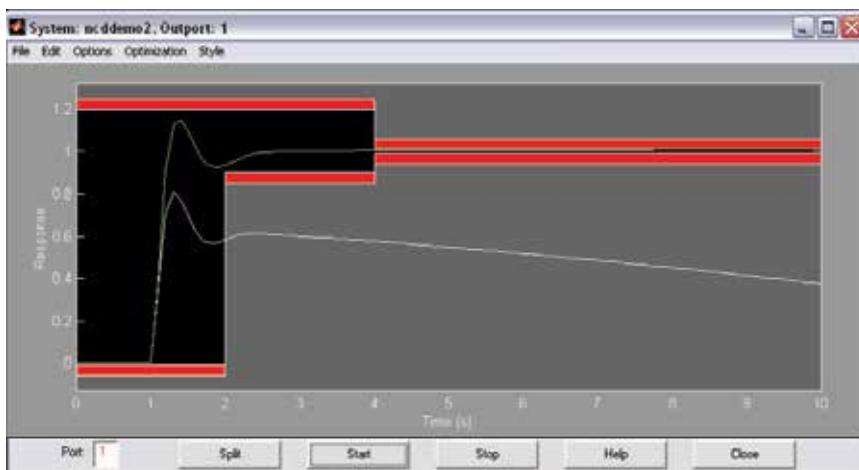 System: ncddemo2, Outport: 1
File Edit Options Optimization Style
1.2
1
0.8
0.6
0.4
0.2
0
Response
0 1 2 3 4 5 6 7 8 9 10
Time (s)
Port 1 Split Start Stop Help Close